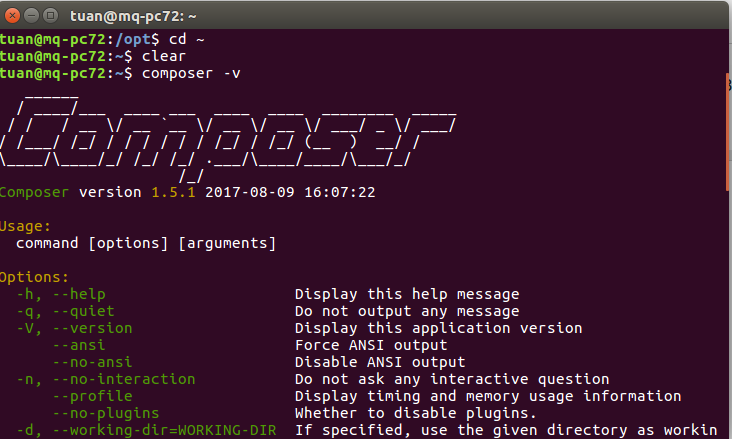 tuan@mq-pc72: ~
tuan@mq-pc72:/opt$ cd ~
tuan@mq-pc72:~$ clear
tuan@mq-pc72:~$ composer -v
   ______
  / ____/___  ____ ___  ____  ____  ________  _____
 / /   / __ \/ __ `__ \/ __ \/ __ \/ ___/ _ \/ ___/
/ /___/ /_/ / / / / / / /_/ / /_/ (__  )  __/ /
\____/\____/_/ /_/ /_/ .___/\____/____/\___/_/
                    /_/
Composer version 1.5.1 2017-08-09 16:07:22
Usage:
  command [options] [arguments]
Options:
  -h, --help                     Display this help message
  -q, --quiet                    Do not output any message
  -V, --version                  Display this application version
      --ansi                     Force ANSI output
      --no-ansi                  Disable ANSI output
  -n, --no-interaction           Do not ask any interactive question
      --profile                  Display timing and memory usage information
      --no-plugins               Whether to disable plugins.
  -d, --working-dir=WORKING-DIR  If specified, use the given directory as workin